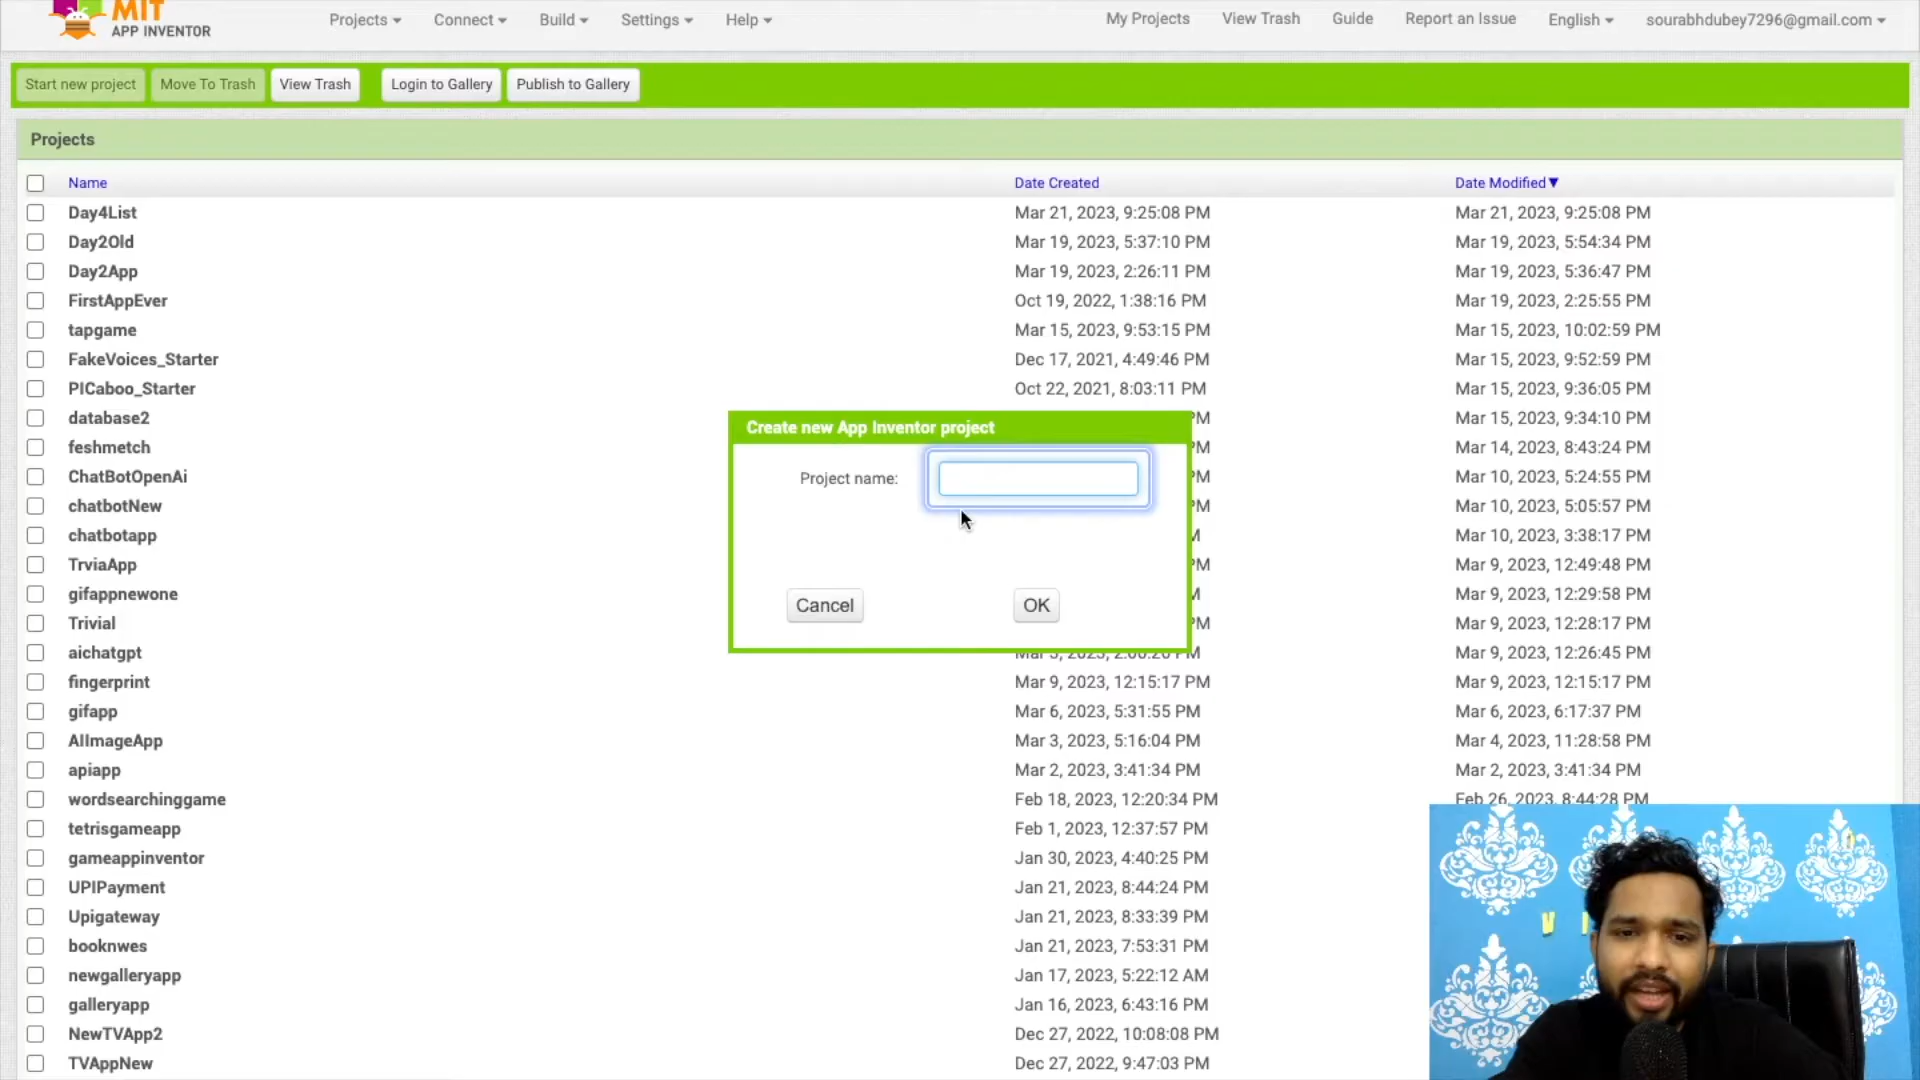 MIT
APP INVENTOR
Projects Connect Build Settings Help My Projects View Trash Guide Report an Issue English sourabhdubey7296@gmail.com
Start new project Move To Trash View Trash Login to Gallery Publish to Gallery
Projects
Name Date Created Date Modified▼
Day4List Mar 21, 2023, 9:25:08 PM Mar 21, 2023, 9:25:08 PM
Day2Old Mar 19, 2023, 5:37:10 PM Mar 19, 2023, 5:54:34 PM
Day2App Mar 19, 2023, 2:26:11 PM Mar 19, 2023, 5:36:47 PM
FirstAppEver Oct 19, 2022, 1:38:16 PM Mar 19, 2023, 2:25:55 PM
tapgame Mar 15, 2023, 9:53:15 PM Mar 15, 2023, 10:02:59 PM
FakeVoices_Starter Dec 17, 2021, 4:49:46 PM Mar 15, 2023, 9:52:59 PM
PICaboo_Starter Oct 22, 2021, 8:03:11 PM Mar 15, 2023, 9:36:05 PM
database2 Mar 15, 2023, 9:34:10 PM
Create new App Inventor project
feshmetch Mar 14, 2023, 8:43:24 PM
ChatBotOpenAi Mar 10, 2023, 5:24:55 PM
Project name:
chatbotNew Mar 10, 2023, 5:05:57 PM
chatbotapp Mar 10, 2023, 3:38:17 PM
TrviaApp Mar 9, 2023, 12:49:48 PM
gifappnewone Mar 9, 2023, 12:29:58 PM
Cancel OK
Trivial Mar 9, 2023, 12:28:17 PM
aichatgpt Mar 9, 2023, 12:26:45 PM
fingerprint Mar 9, 2023, 12:15:17 PM Mar 9, 2023, 12:15:17 PM
gifapp Mar 6, 2023, 5:31:55 PM Mar 6, 2023, 6:17:37 PM
AIImageApp Mar 3, 2023, 5:16:04 PM Mar 4, 2023, 11:28:58 PM
apiapp Mar 2, 2023, 3:41:34 PM Mar 2, 2023, 3:41:34 PM
wordsearchinggame Feb 18, 2023, 12:20:34 PM Feb 26, 2023, 8:44:28 PM
tetrisgameapp Feb 1, 2023, 12:37:57 PM
gameappinventor Jan 30, 2023, 4:40:25 PM
UPIPayment Jan 21, 2023, 8:44:24 PM
Upigateway Jan 21, 2023, 8:33:39 PM
booknwes Jan 21, 2023, 7:53:31 PM
newgalleryapp Jan 17, 2023, 5:22:12 AM
galleryapp Jan 16, 2023, 6:43:16 PM
NewTVApp2 Dec 27, 2022, 10:08:08 PM
TVAppNew Dec 27, 2022, 9:47:03 PM